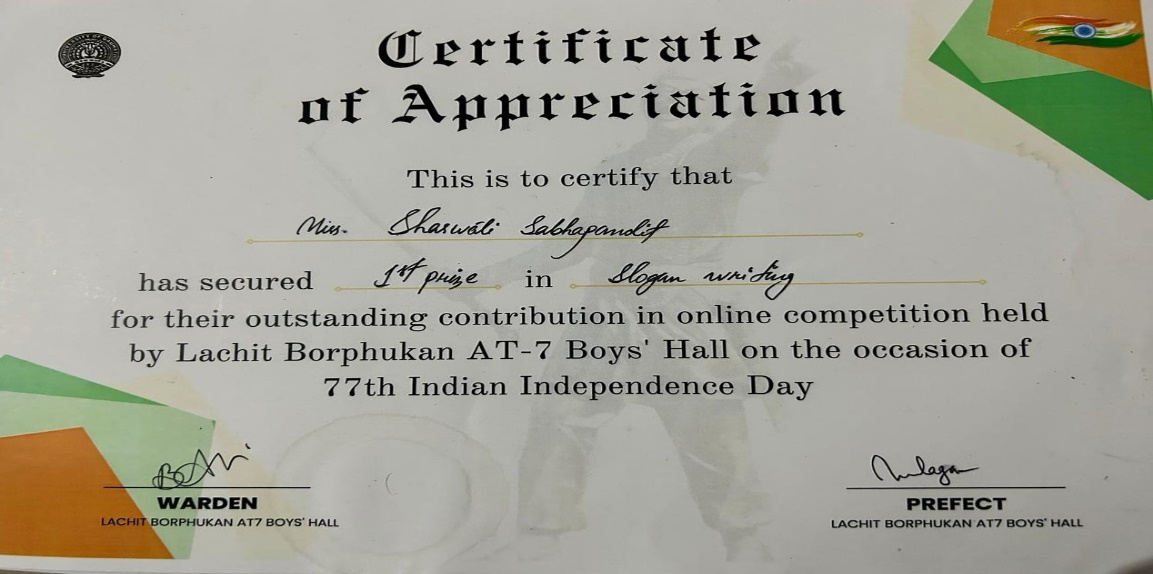 Certificate
of Appreciation
This is to certify that
Miss. Shaswati Sabhapandit
has secured 1st prize in Slogan writing
for their outstanding contribution in online competition held
by Lachit Borphukan AT-7 Boys' Hall on the occasion of
77th Indian Independence Day
WARDEN
LACHIT BORPHUKAN AT7 BOYS' HALL
PREFECT
LACHIT BORPHUKAN AT7 BOYS' HALL